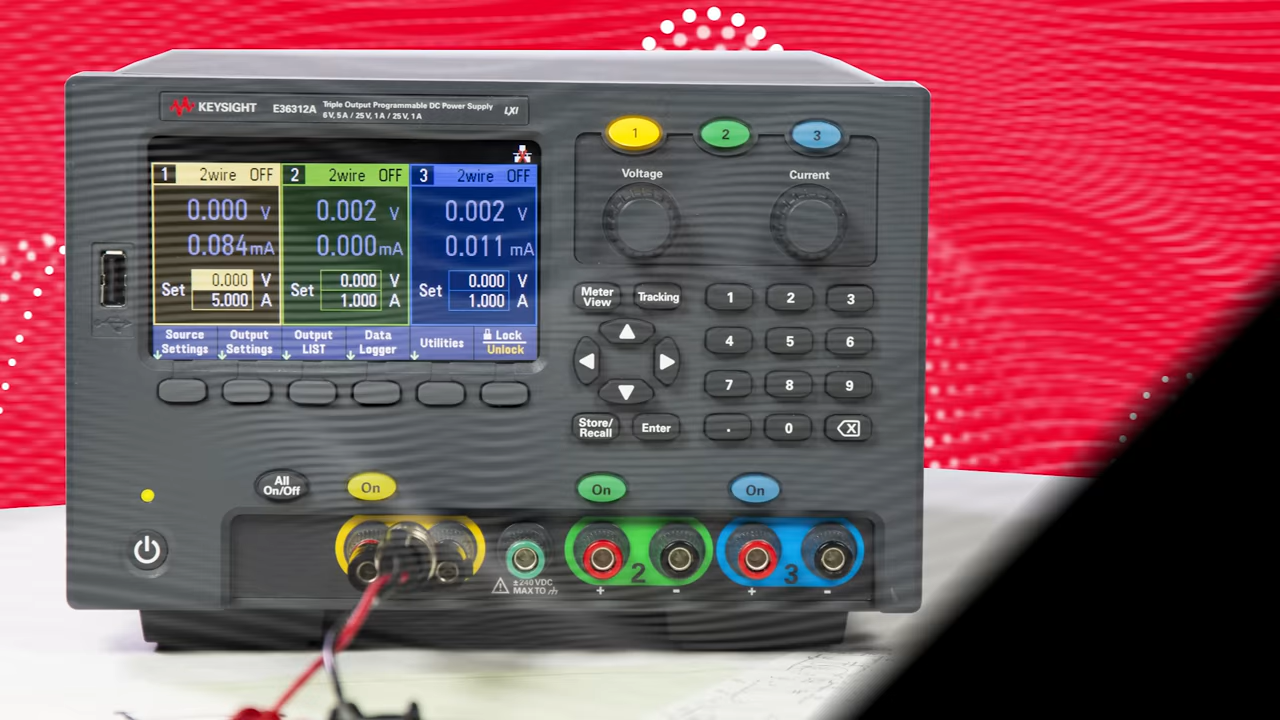 KEYSIGHT E36312A Triple Output Programmable DC Power Supply
6V, 5A / 25V, 1A / 25V, 1A LXI
1 2wire OFF 2 2wire OFF 3 2wire OFF
0.000 V 0.002 V 0.002 V
0.084mA 0.000mA 0.011 mA
Set 0.000 V Set 0.000 V Set 0.000 V
5.000 A 1.000 A 1.000 A
Source Output Output Data Utilities Lock
Settings Settings LIST Logger Unlock
1 2 3
Voltage Current
Meter View Tracking 1 2 3
4 5 6
7 8 9
Store/ Recall Enter . 0
All On/Off On On On
2 3
±240 VDC
MAX TO
+ - + -